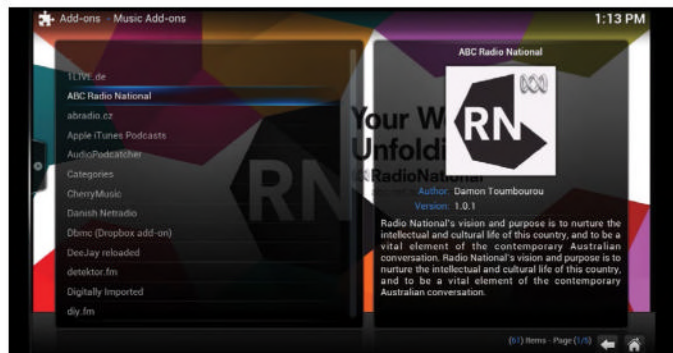 Add-ons - Music Add-ons
1:13 PM
1LIVE.de
ABC Radio National
abradio.cz
Apple iTunes Podcasts
AudioPodcatcher
Categories
CherryMusic
Danish Netradio
Dbmc (Dropbox add-on)
DeeJay reloaded
detektor.fm
Digitally Imported
diy.fm
Your W
Unfoldi
RadioNational
RN
ABC Radio National
RN
Author: Damon Toumbourou
Version: 1.0.1
Radio National's vision and purpose is to nurture the
intellectual and cultural life of this country, and to be a
vital element of the contemporary Australian
conversation. Radio National's vision and purpose is to
nurture the intellectual and cultural life of this country,
and to be a vital element of the contemporary
Australian conversation.
(61) Items - Page (1/5)